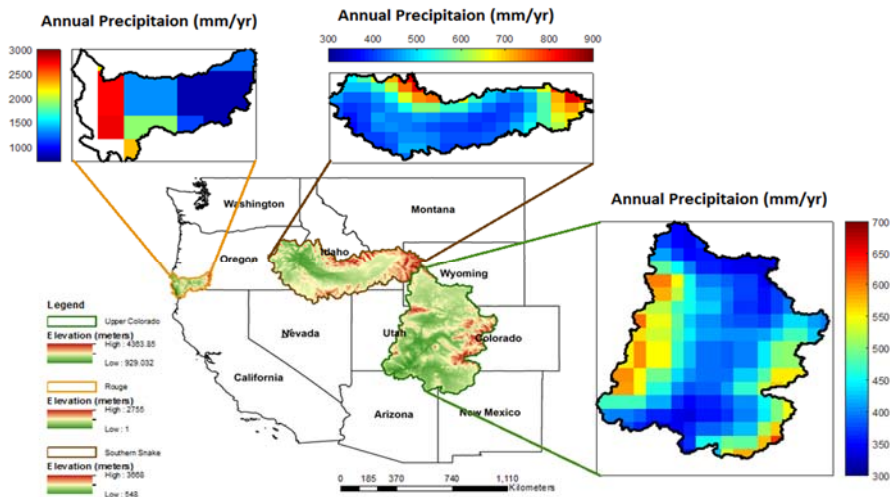 Annual Precipitaion (mm/yr)
3000
2500
2000
1500
1000
Annual Precipitaion (mm/yr)
300 400 500 600 700 800 900
Annual Precipitaion (mm/yr)
700
650
600
550
500
450
400
350
300
Washington
Montana
Oregon
Idaho
Wyoming
Nevada
Utah
Colorado
California
Arizona
New Mexico
Legend
Upper Colorado
Elevation (meters)
High : 4363.85
Low : 929.032
Rouge
Elevation (meters)
High : 2755
Low : 1
Southern Snake
Elevation (meters)
High : 3668
Low : 548
0 185 370 740 1,110
Kilometers